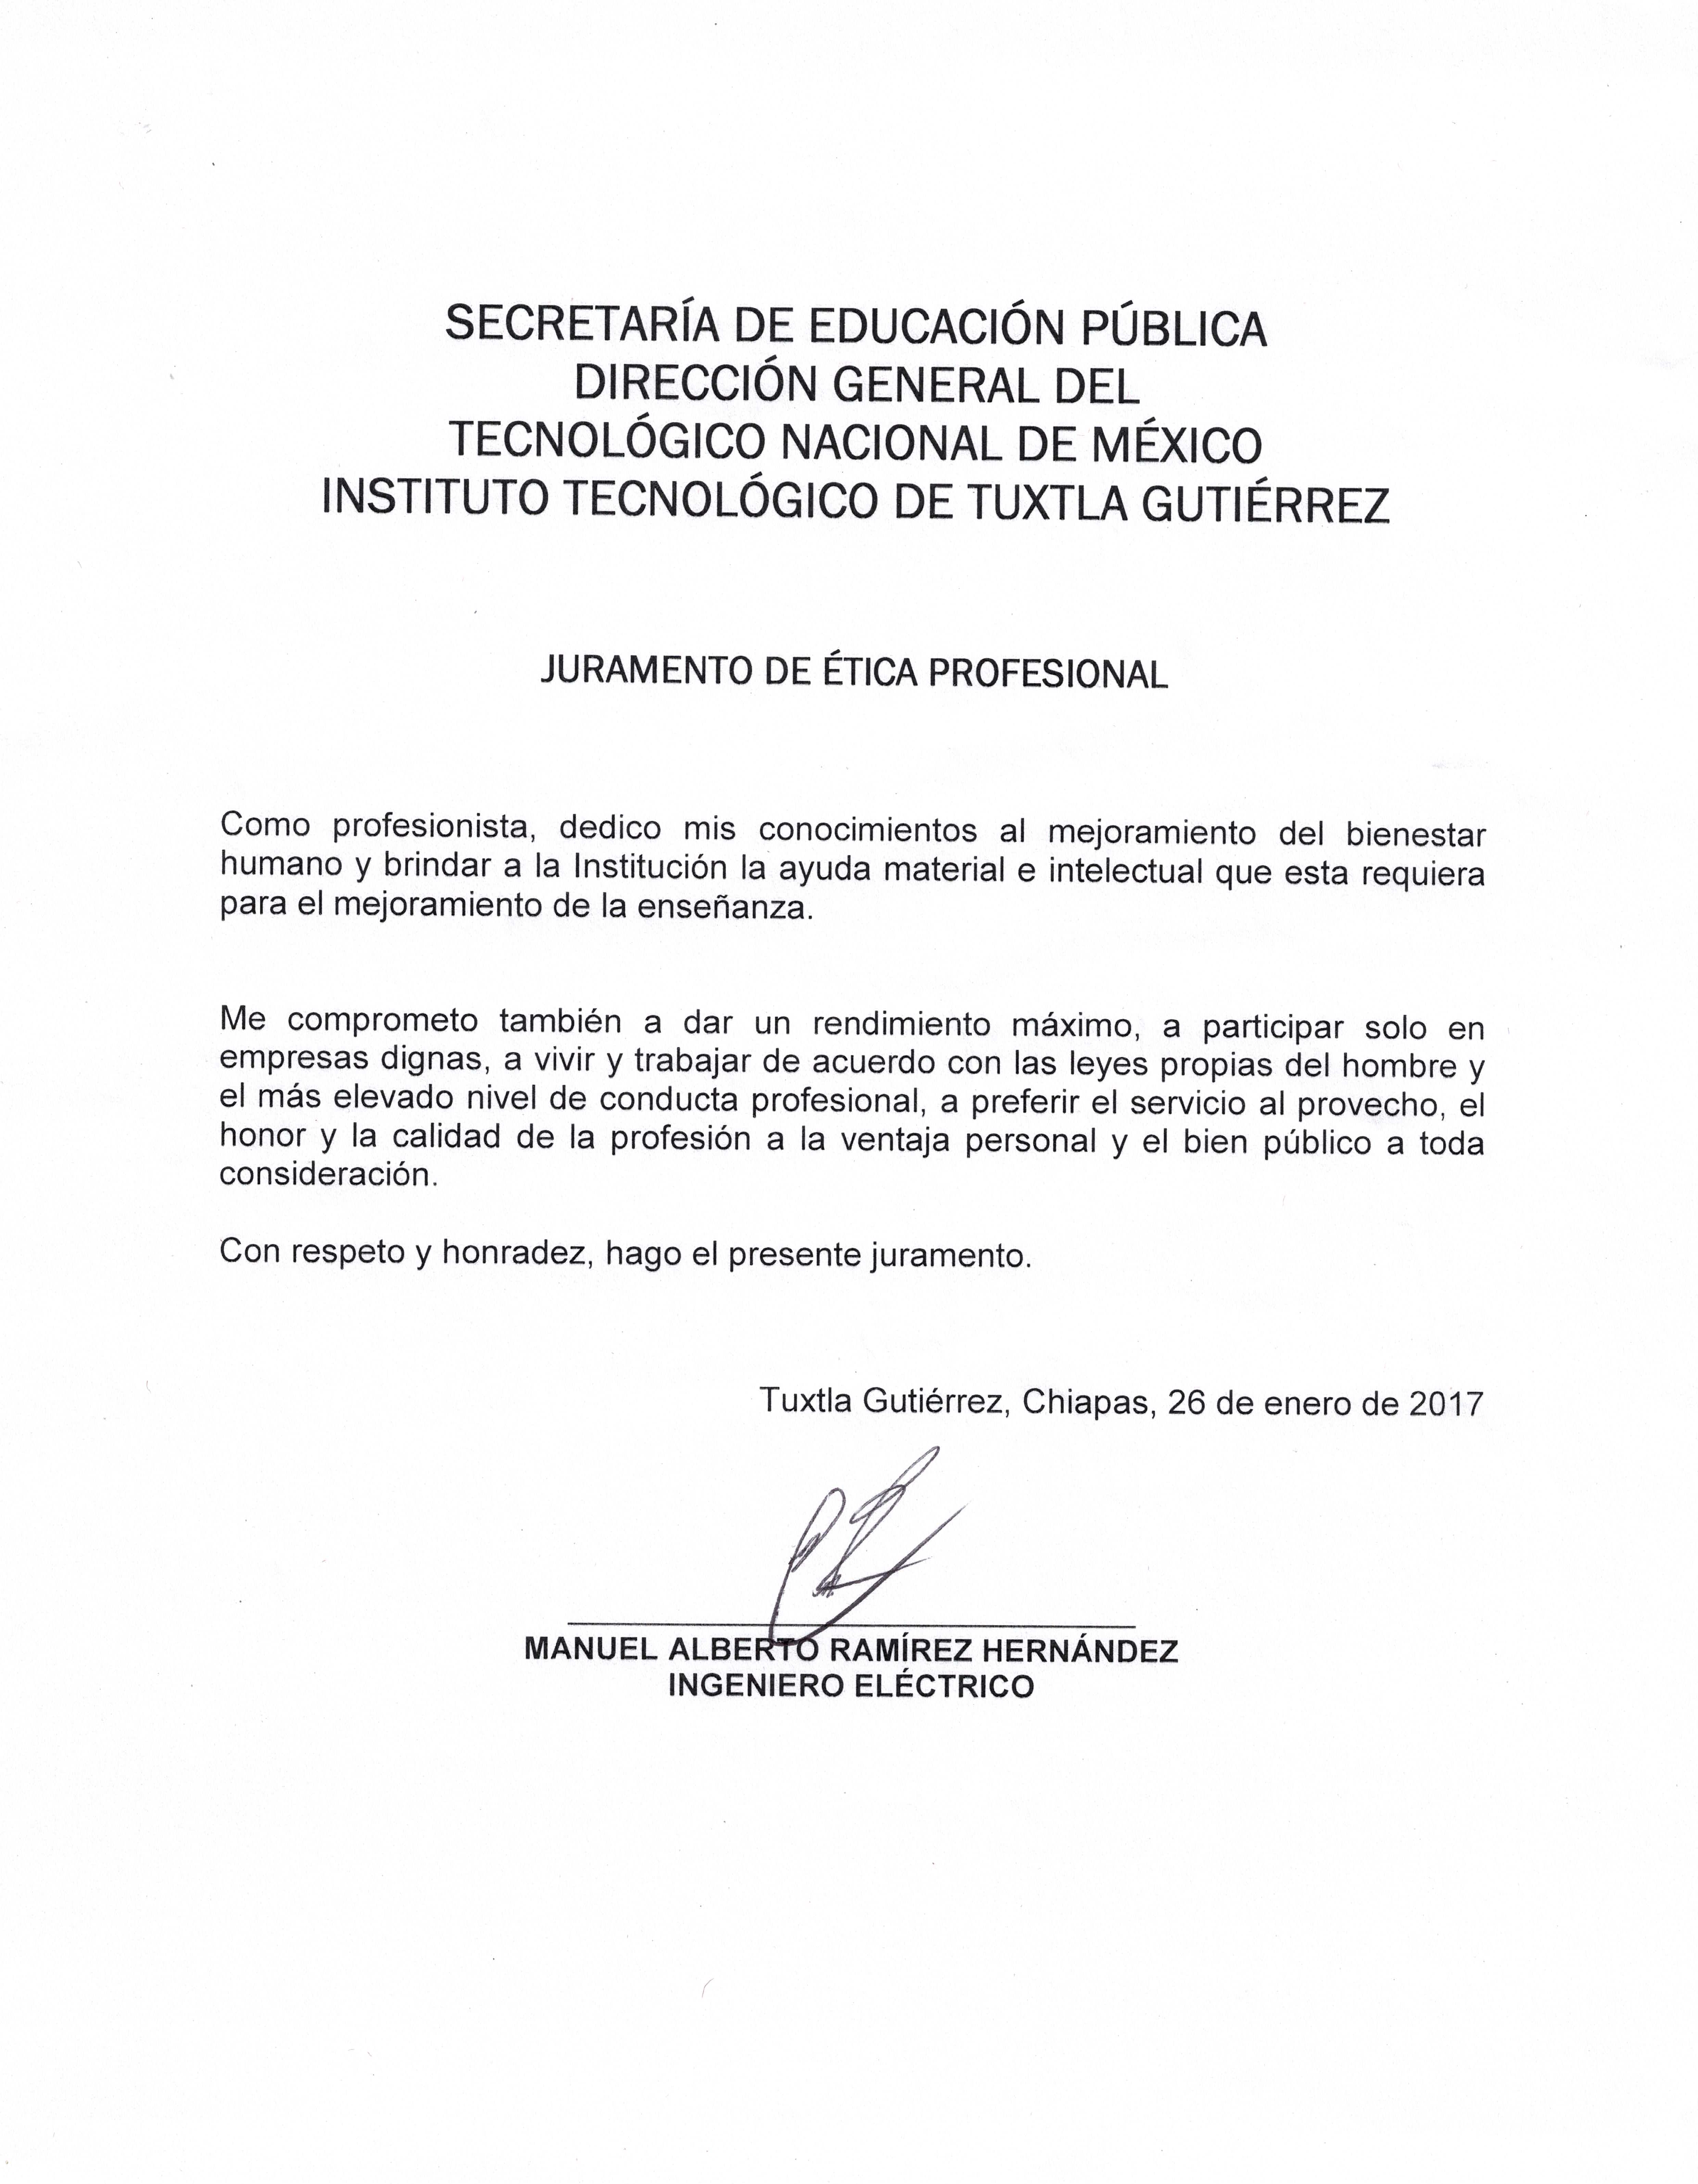 SECRETARÍA DE EDUCACIÓN PÚBLICA
DIRECCIÓN GENERAL DEL
TECNOLÓGICO NACIONAL DE MÉXICO
INSTITUTO TECNOLÓGICO DE TUXTLA GUTIÉRREZ
JURAMENTO DE ÉTICA PROFESIONAL
Como profesionista, dedico mis conocimientos al mejoramiento del bienestar
humano y brindar a la Institución la ayuda material e intelectual que esta requiera
para el mejoramiento de la enseñanza.
Me comprometo también a dar un rendimiento máximo, a participar solo en
empresas dignas, a vivir y trabajar de acuerdo con las leyes propias del hombre y
el más elevado nivel de conducta profesional, a preferir el servicio al provecho, el
honor y la calidad de la profesión a la ventaja personal y el bien público a toda
consideración.
Con respeto y honradez, hago el presente juramento.
Tuxtla Gutiérrez, Chiapas, 26 de enero de 2017
MANUEL ALBERTO RAMÍREZ HERNÁNDEZ
INGENIERO ELÉCTRICO